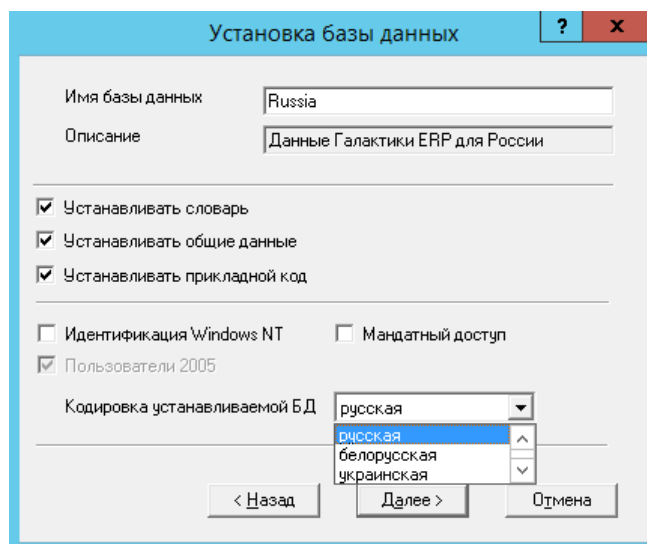 Установка базы данных
?
x
Имя базы данных Russia
Описание Данные Галактики ERP для России
Устанавливать словарь
Устанавливать общие данные
Устанавливать прикладной код
Идентификация Windows NT Мандатный доступ
Пользователи 2005
Кодировка устанавливаемой БД русская
русская
белорусская
украинская
< Назад Далее > Отмена